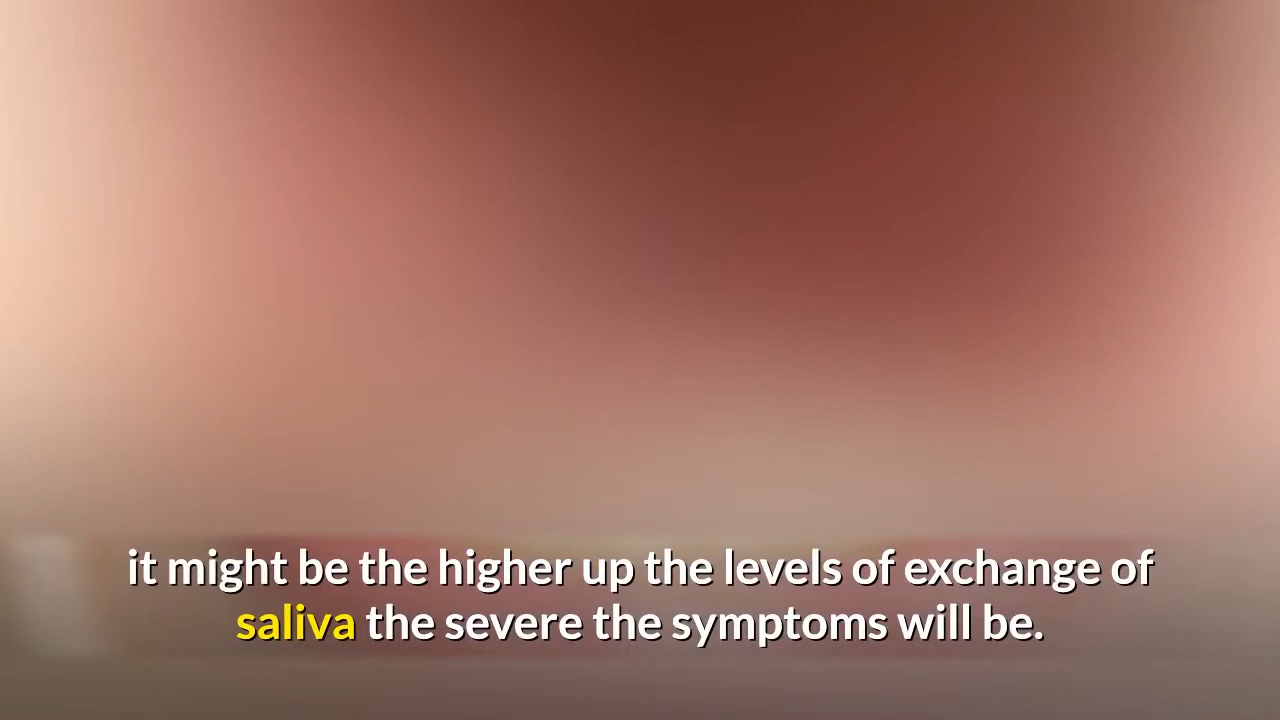 it might be the higher up the levels of exchange of
saliva the severe the symptoms will be.